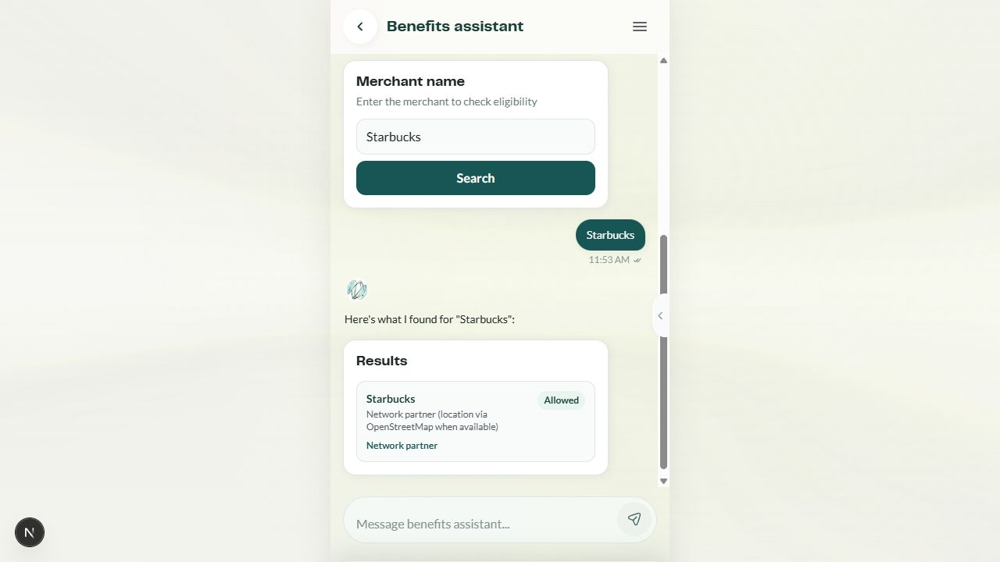 Benefits assistant
Merchant name
Enter the merchant to check eligibility
Starbucks
Search
Starbucks
11:53 AM
Here's what I found for "Starbucks":
Results
Starbucks
Allowed
Network partner (location via
OpenStreetMap when available)
Network partner
Message benefits assistant...
N